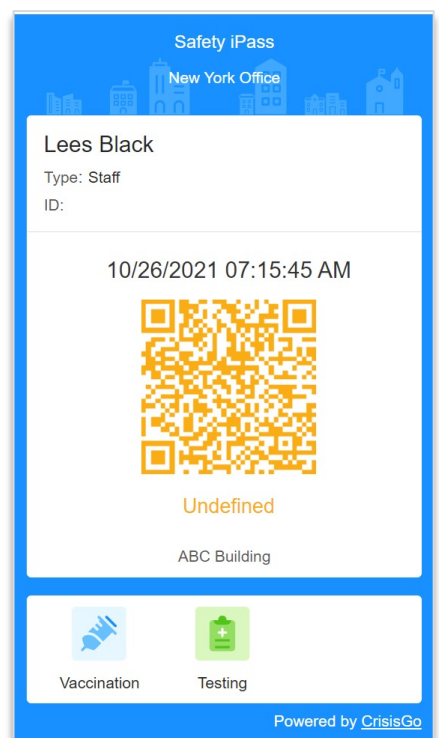 Safety iPass
New York Office
Lees Black
Type: Staff
ID:
10/26/2021 07:15:45 AM
Undefined
ABC Building
Vaccination
Testing
Powered by CrisisGo